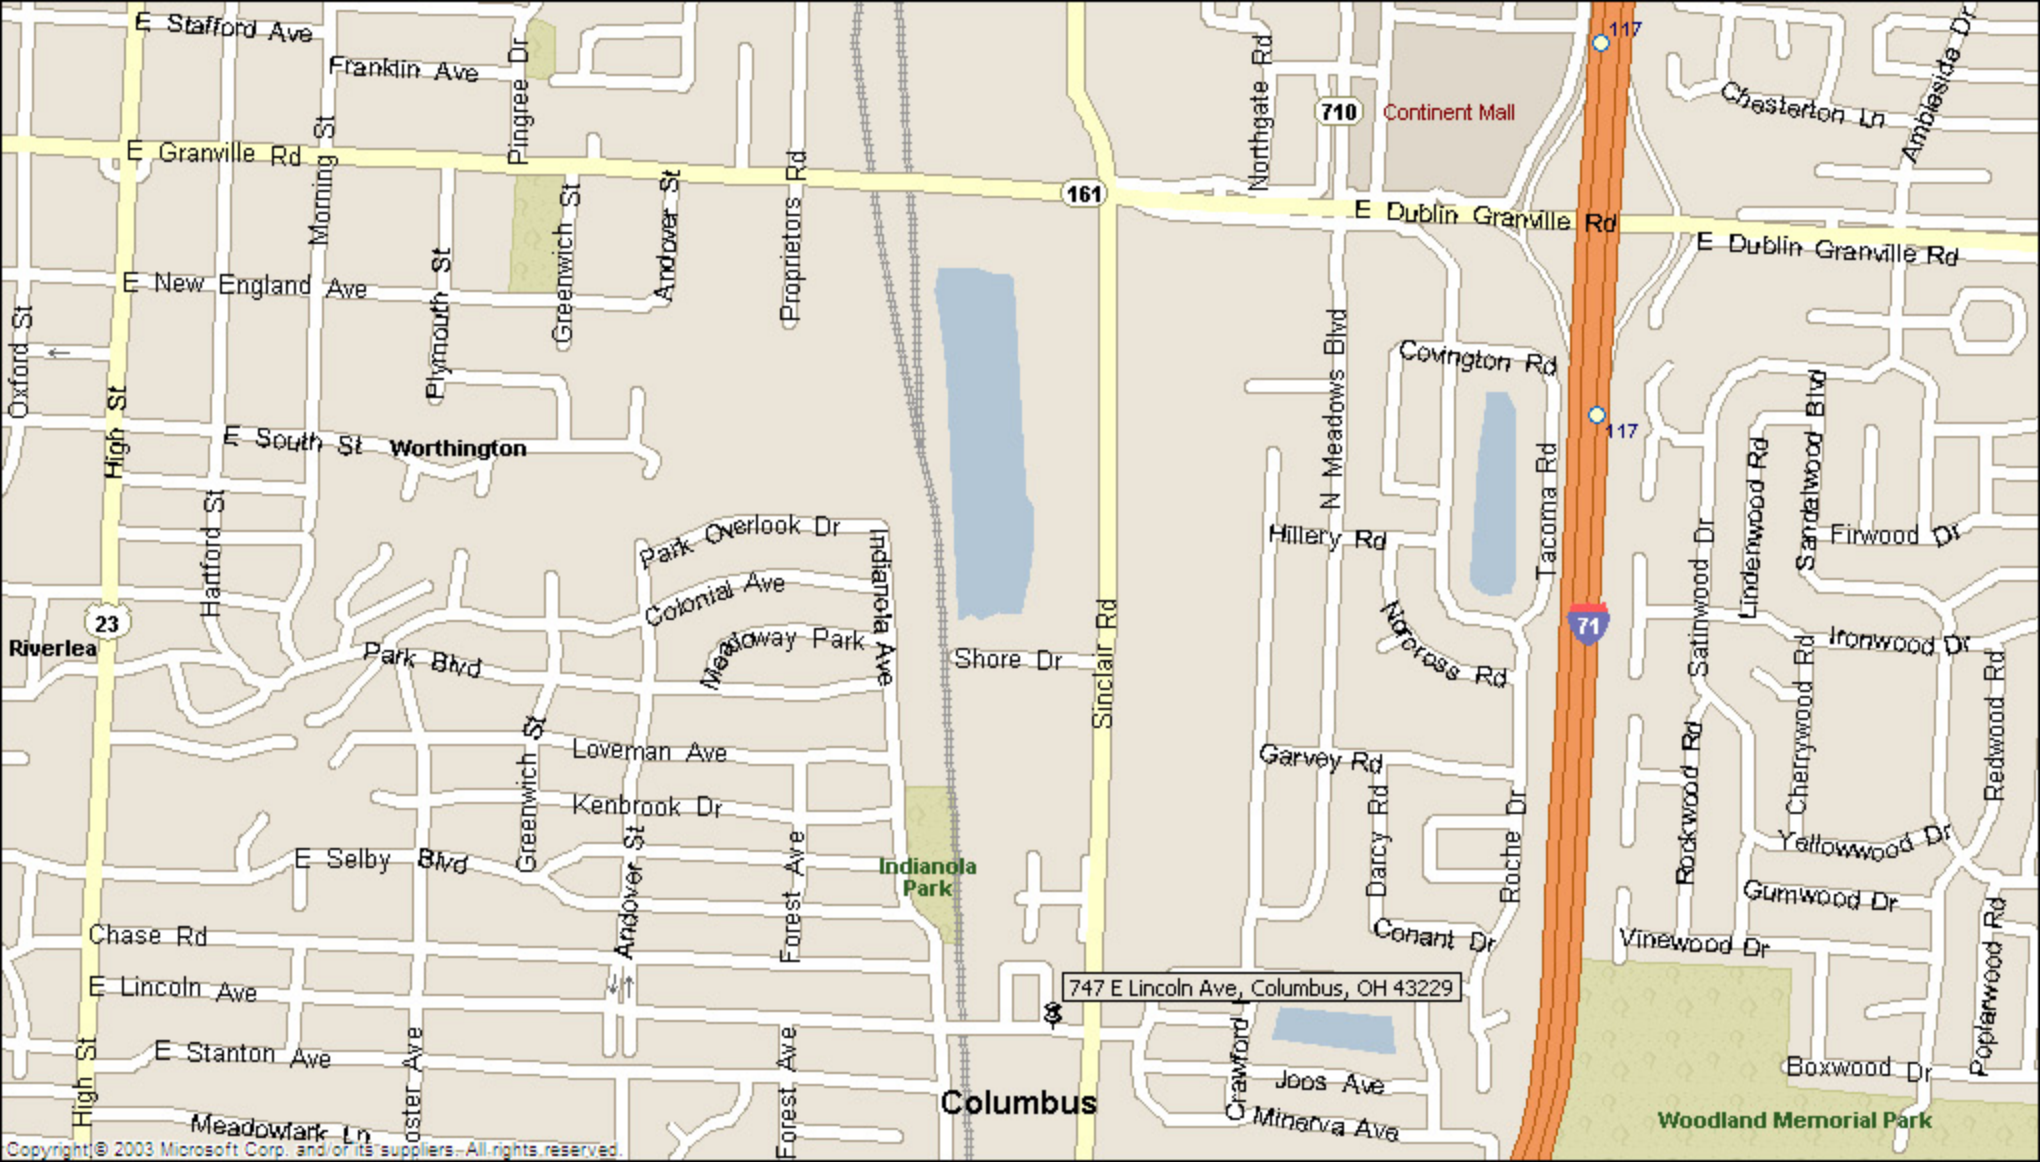 E Stafford Ave
Franklin Ave
Pingree Dr
Northgate Rd
117
710
Continent Mall
Chesterton Ln
Ambleside Dr
E Granville Rd
Morning St
Greenwich St
Andover St
Proprietors Rd
161
E Dublin Granville Rd
E Dublin Granville Rd
E New England Ave
Plymouth St
Oxford St
High St
N Meadows Blvd
Covington Rd
117
Sandalwood Blvd
E South St
Worthington
Hartford St
Tacoma Rd
Lindenwood Rd
Satinwood Dr
Firwood Dr
Park Overlook Dr
Hillery Rd
Indianola Ave
Colonial Ave
23
Riverlea
Meadoway Park
Norcross Rd
71
Ironwood Dr
Park Blvd
Shore Dr
Sinclair Rd
Cherrywood Rd
Redwood Rd
Greenwich St
Loveman Ave
Garvey Rd
Rockwood Rd
Kenbrook Dr
Andover St
Forest Ave
Darcy Rd
Roche Dr
Yellowwood Dr
E Selby Blvd
Indianola
Park
Gumwood Dr
Poplarwood Rd
Chase Rd
Conant Dr
Vinewood Dr
E Lincoln Ave
747 E Lincoln Ave, Columbus, OH 43229
Crawford
High St
E Stanton Ave
oster Ave
Forest Ave
Joos Ave
Boxwood Dr
Columbus
Minerva Ave
Woodland Memorial Park
Meadowlark Ln
Copyright © 2003 Microsoft Corp. and/or its suppliers. All rights reserved.